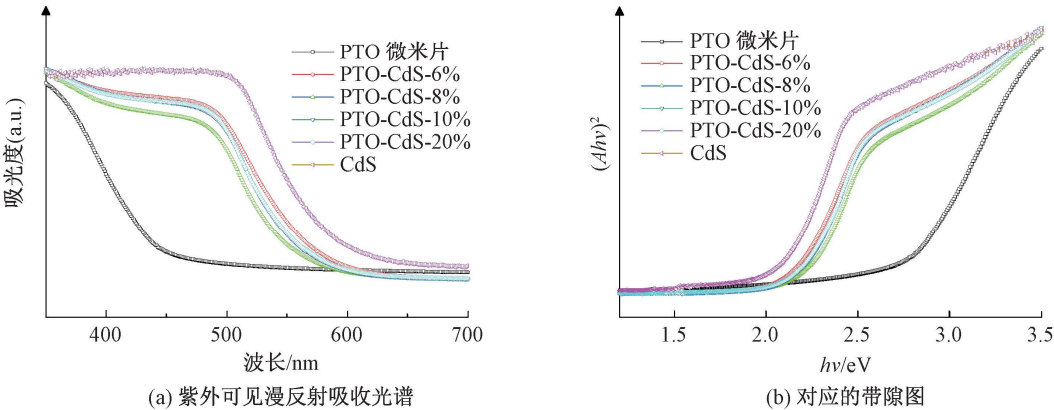 PTO 微米片
PTO-CdS-6%
PTO-CdS-8%
PTO-CdS-10%
PTO-CdS-20%
CdS
吸光度(a.u.)
400
500
600
700
波长/nm
(a) 紫外可见漫反射吸收光谱
PTO 微米片
PTO-CdS-6%
PTO-CdS-8%
PTO-CdS-10%
PTO-CdS-20%
CdS
(Ahv)²
1.5
2.0
2.5
3.0
3.5
hv/eV
(b) 对应的带隙图